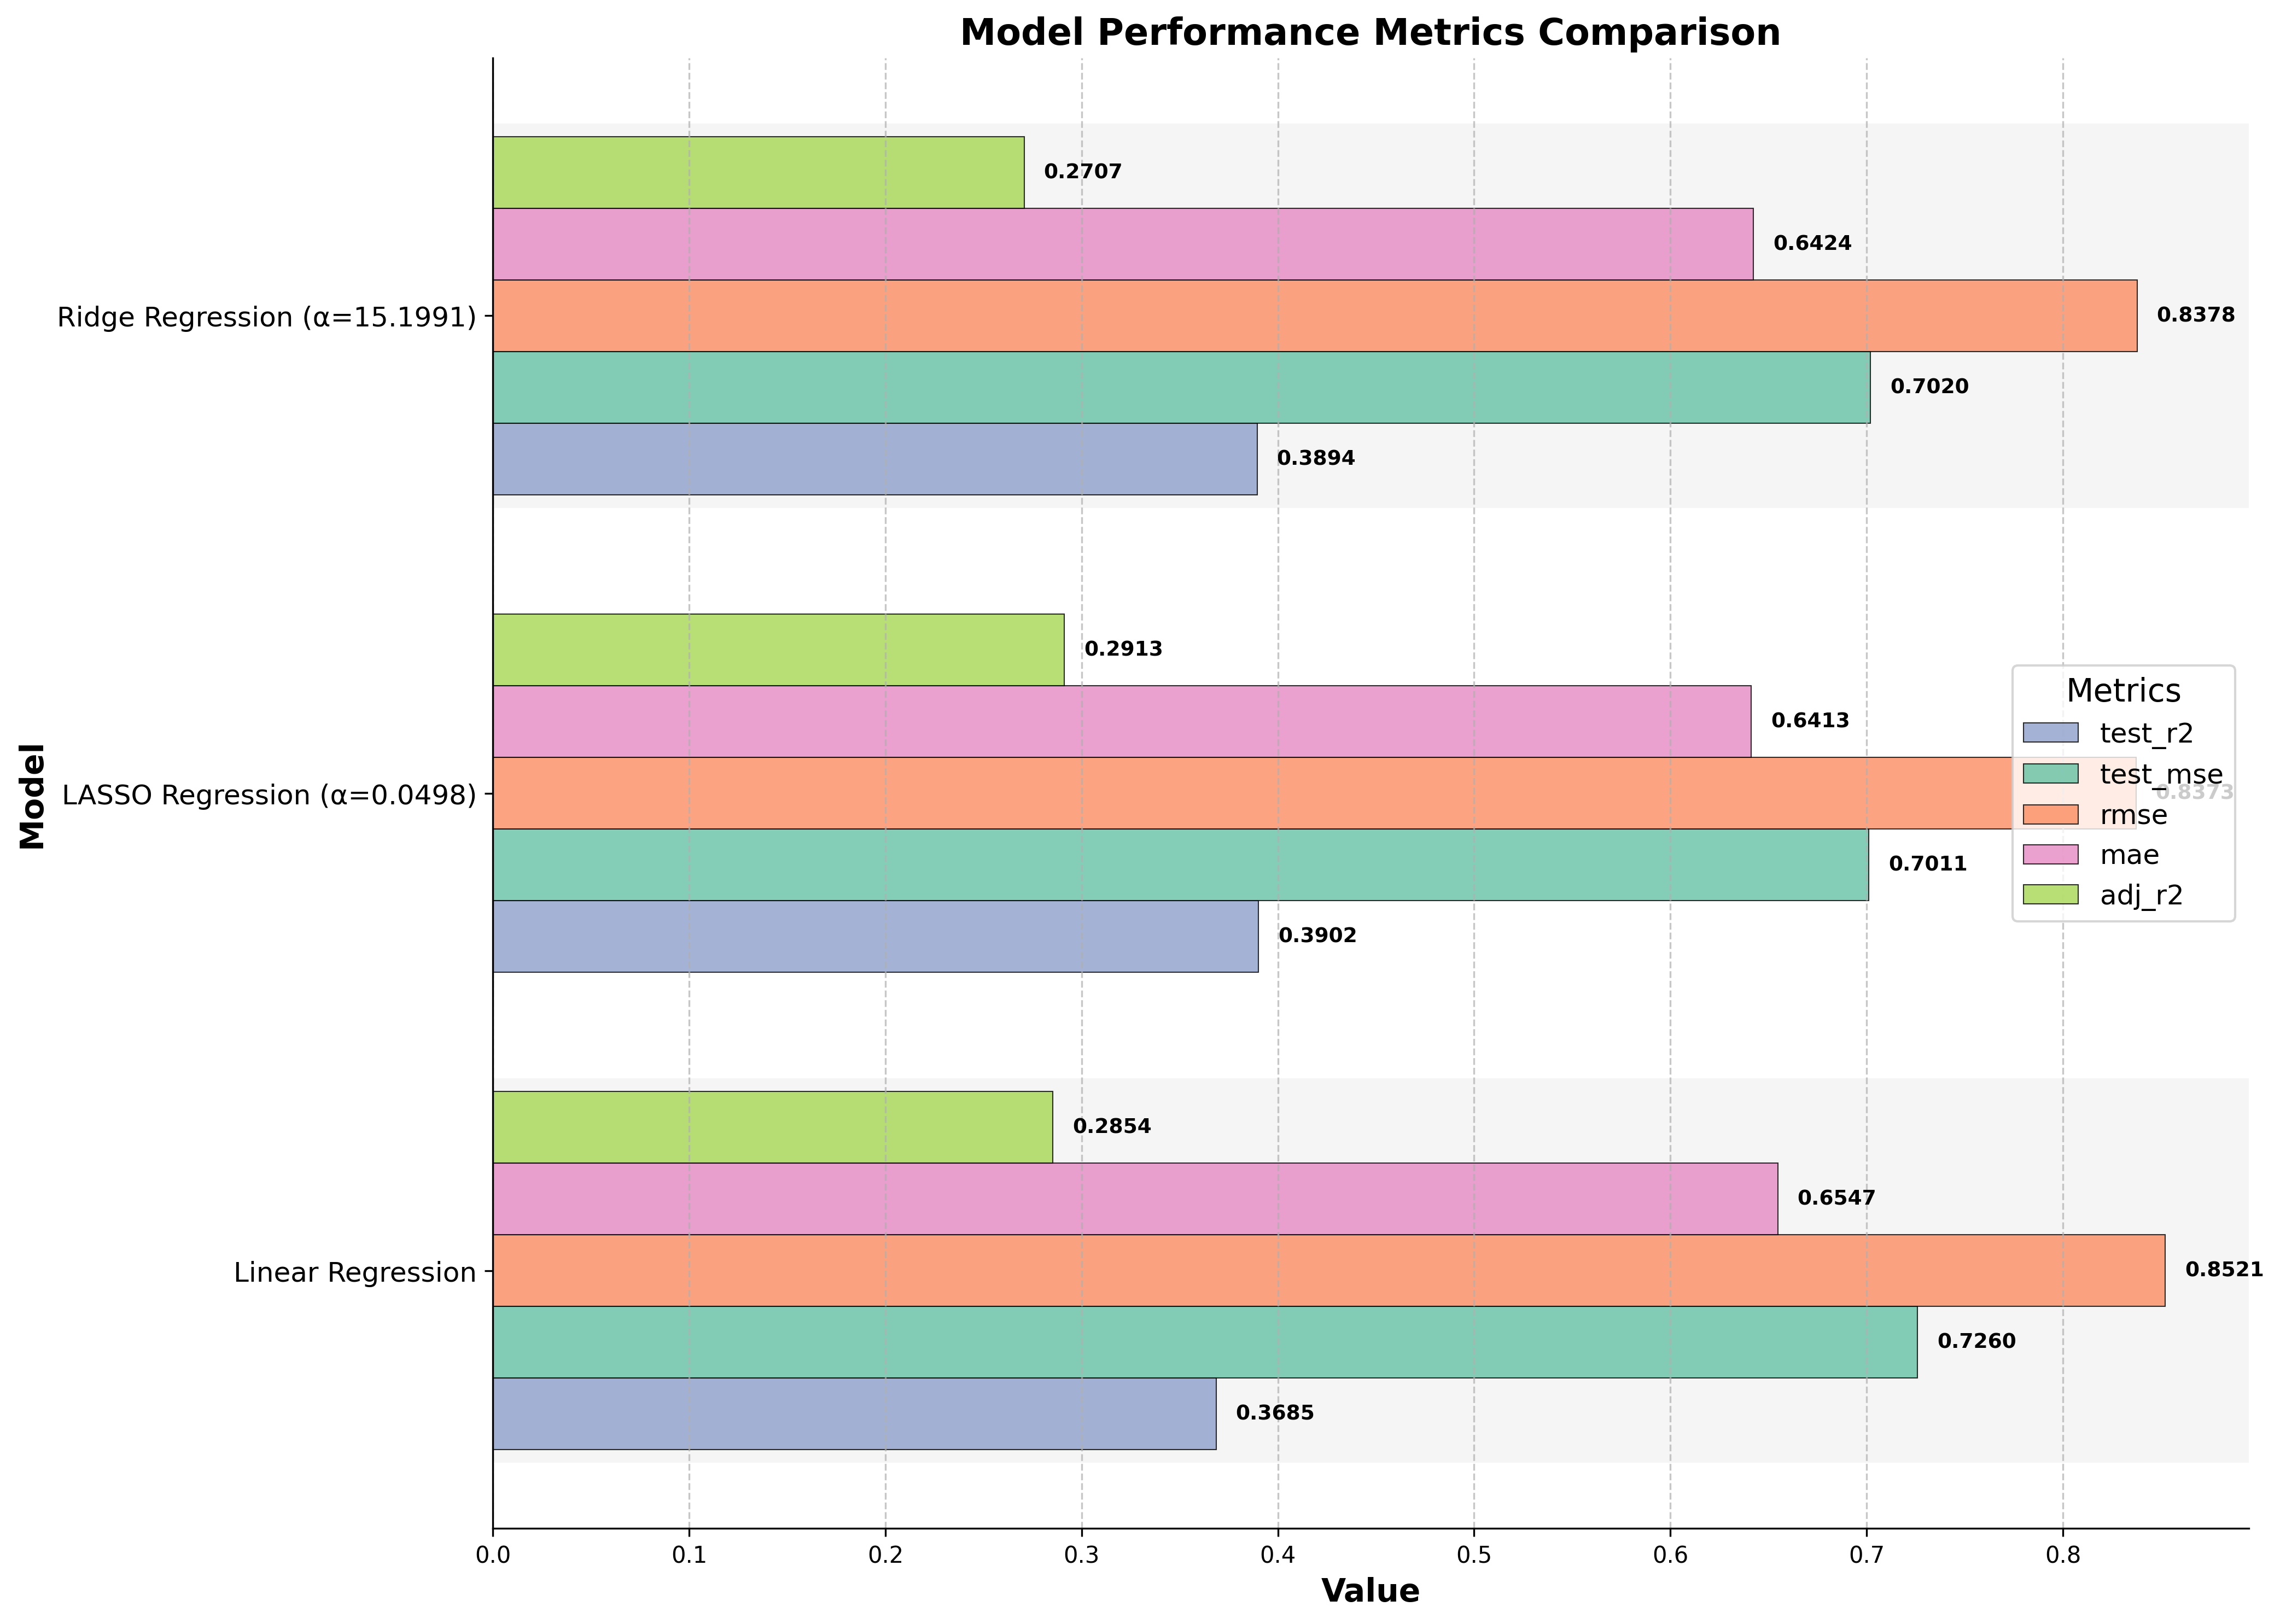 Model Performance Metrics Comparison
0.2707
0.6424
Ridge Regression (α=15.1991)
0.8378
0.7020
0.3894
0.2913
0.6413
LASSO Regression (α=0.0498)
0.8373
0.7011
0.3902
Metrics
test_r2
test_mse
rmse
mae
adj_r2
Model
0.2854
0.6547
Linear Regression
0.8521
0.7260
0.3685
0.0 0.1 0.2 0.3 0.4 0.5 0.6 0.7 0.8
Value